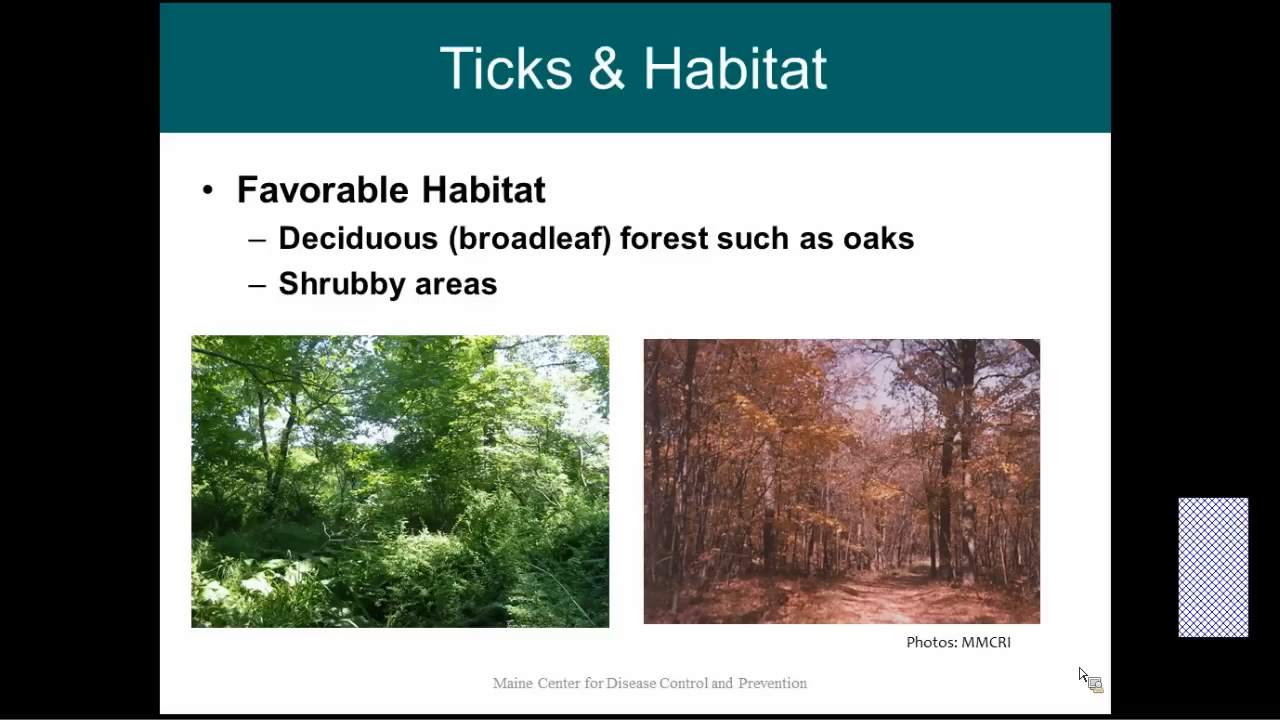 Ticks & Habitat
• Favorable Habitat
– Deciduous (broadleaf) forest such as oaks
– Shrubby areas
Photos: MMCRI
Maine Center for Disease Control and Prevention